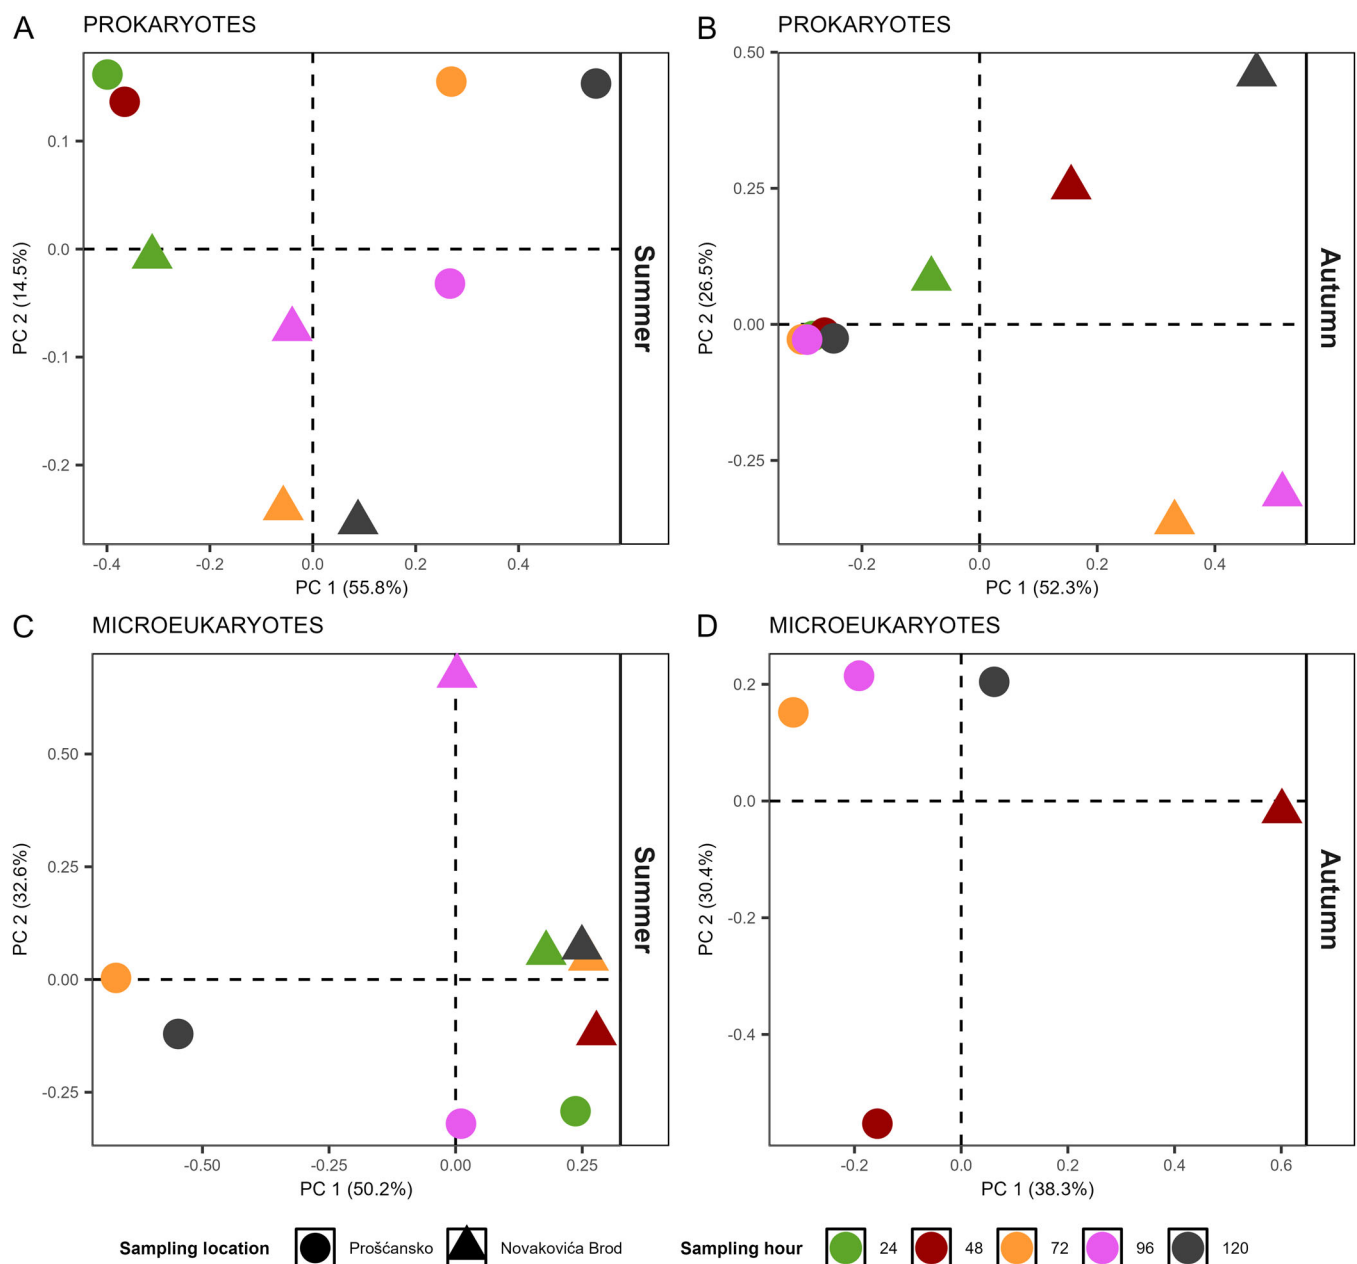 A PROKARYOTES
0.1
0.0
-0.1
-0.2
PC 2 (14.5%)
-0.4 -0.2 0.0 0.2 0.4
PC 1 (55.8%)
Summer
B PROKARYOTES
0.50
0.25
0.00
-0.25
PC 2 (26.5%)
-0.2 0.0 0.2 0.4
PC 1 (52.3%)
Autumn
C MICROEUKARYOTES
0.50
0.25
0.00
-0.25
PC 2 (32.6%)
-0.50 -0.25 0.00 0.25
PC 1 (50.2%)
Summer
D MICROEUKARYOTES
0.2
0.0
-0.2
-0.4
PC 2 (30.4%)
-0.2 0.0 0.2 0.4 0.6
PC 1 (38.3%)
Autumn
Sampling location Prošćansko Novakovića Brod Sampling hour 24 48 72 96 120